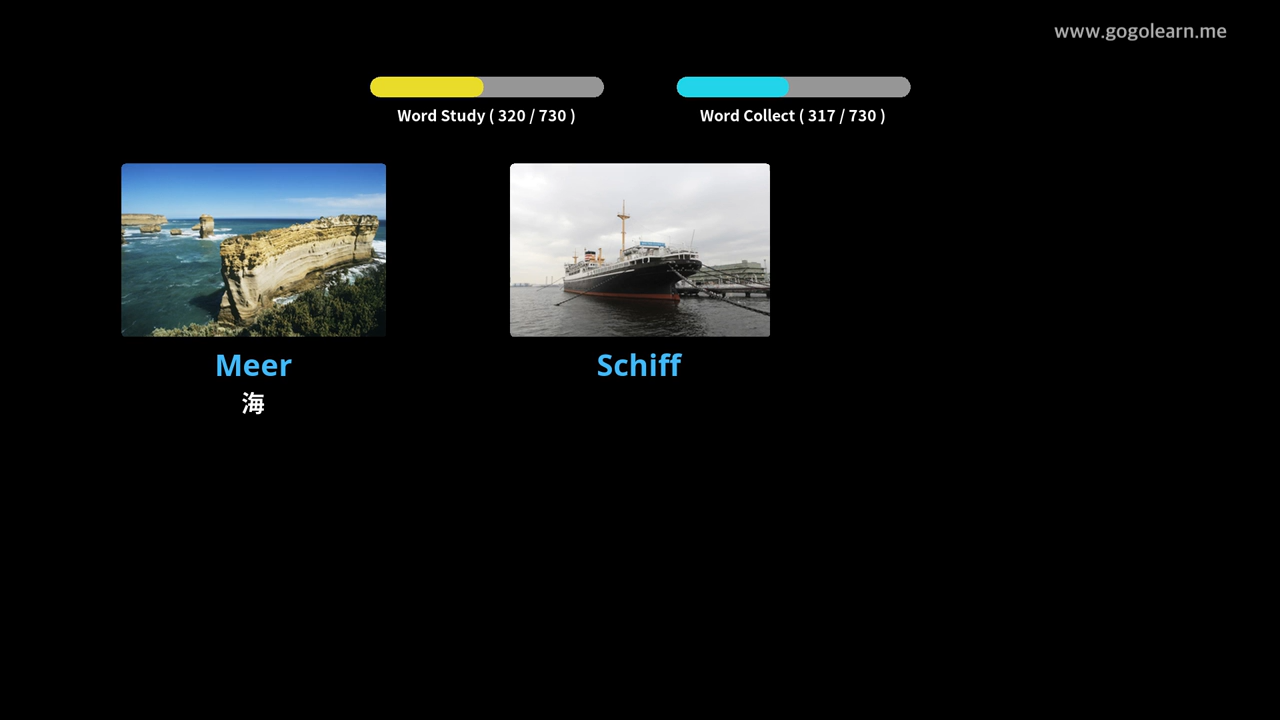 www.gogolearn.me
Word Study ( 320 / 730 )
Word Collect ( 317 / 730 )
Meer
海
Schiff